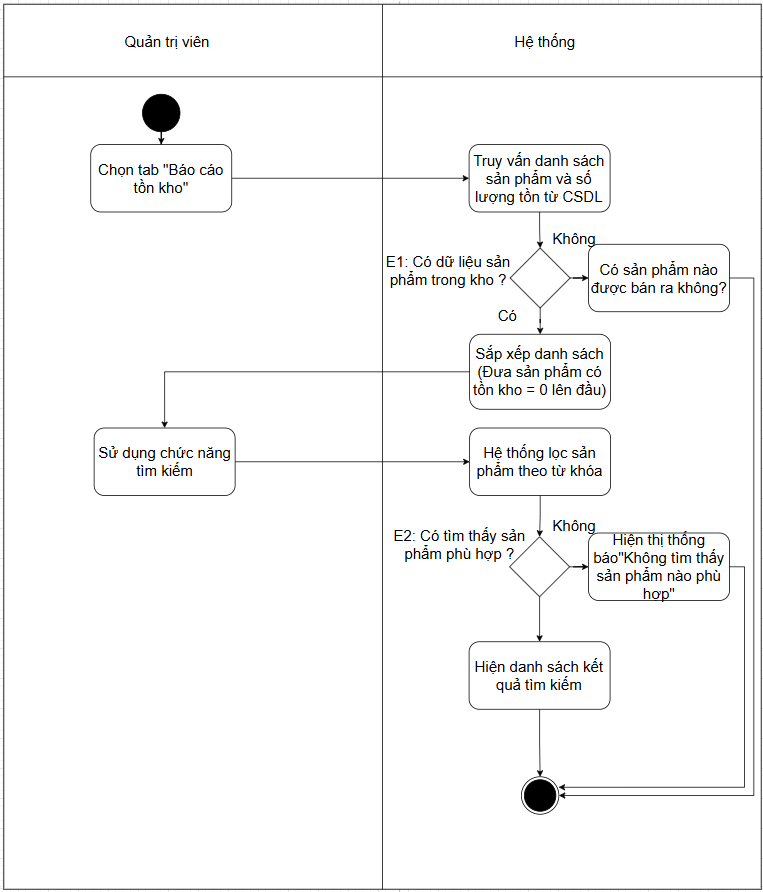 Quản trị viên
Hệ thống
Chọn tab "Báo cáo
tồn kho"
Truy vấn danh sách
sản phẩm và số
lượng tồn từ CSDL
Không
E1: Có dữ liệu sản
phẩm trong kho ?
Có sản phẩm nào
được bán ra không?
Có
Sắp xếp danh sách
(Đưa sản phẩm có
tồn kho = 0 lên đầu)
Sử dụng chức năng
tìm kiếm
Hệ thống lọc sản
phẩm theo từ khóa
Không
E2: Có tìm thấy sản
phẩm phù hợp ?
Hiện thị thống
báo"Không tìm thấy
sản phẩm nào phù
hợp"
Hiện danh sách kết
quả tìm kiếm